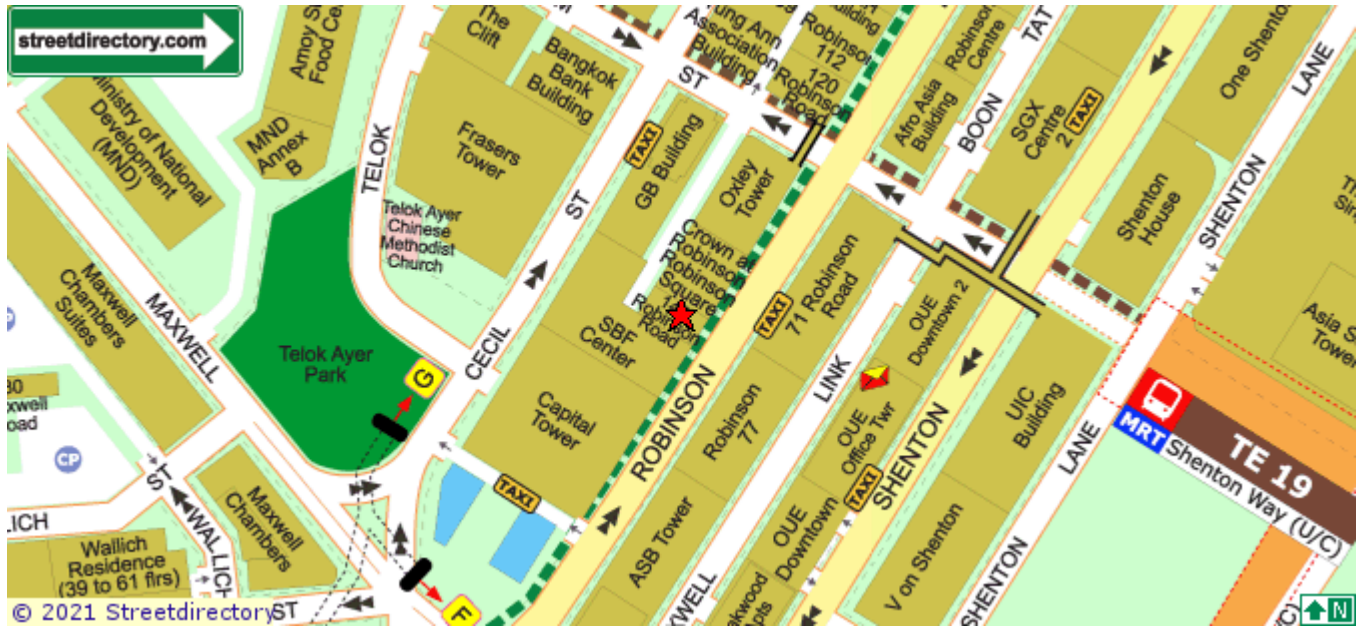 streetdirectory.com
Ministry of National
Development
(MND)
Amoy S
Food Ce
MND
Annex
B
The
Clift
Bangkok
Bank
Building
TELOK
Frasers
Tower
Telok Ayer
Chinese
Methodist
Church
ST
ST
TAXI
GB Building
Association
Building
Robinson
112
120
Robinson
Road
Oxley
Tower
Crown at
Robinson
Robinson
Square
Robinson
Road
SBF
Center
Capital
Tower
CECIL
Telok Ayer
Park
G
MAXWELL
Maxwell
Chambers
Suites
CP
ST
WALLICH
Maxwell
Chambers
Wallich
Residence
(39 to 61 flrs)
ST
F
TAXI
ROBINSON
Afro Asia
Building
Robinson
Centre
BOON
TAT
SGX
Centre
2
TAXI
One Shenton
LANE
SHENTON
Shenton
House
71 Robinson
Road
TAXI
OUE
Downtown 2
LINK
Robinson
77
OUE
Office Twr
TAXI
SHENTON
UIC
Building
LANE
MRT
TE 19
Shenton Way (U/C)
ASB Tower
OUE
Downtown
V on Shenton
SHENTON
Asia S
Tower
N
© 2021 Streetdirectory